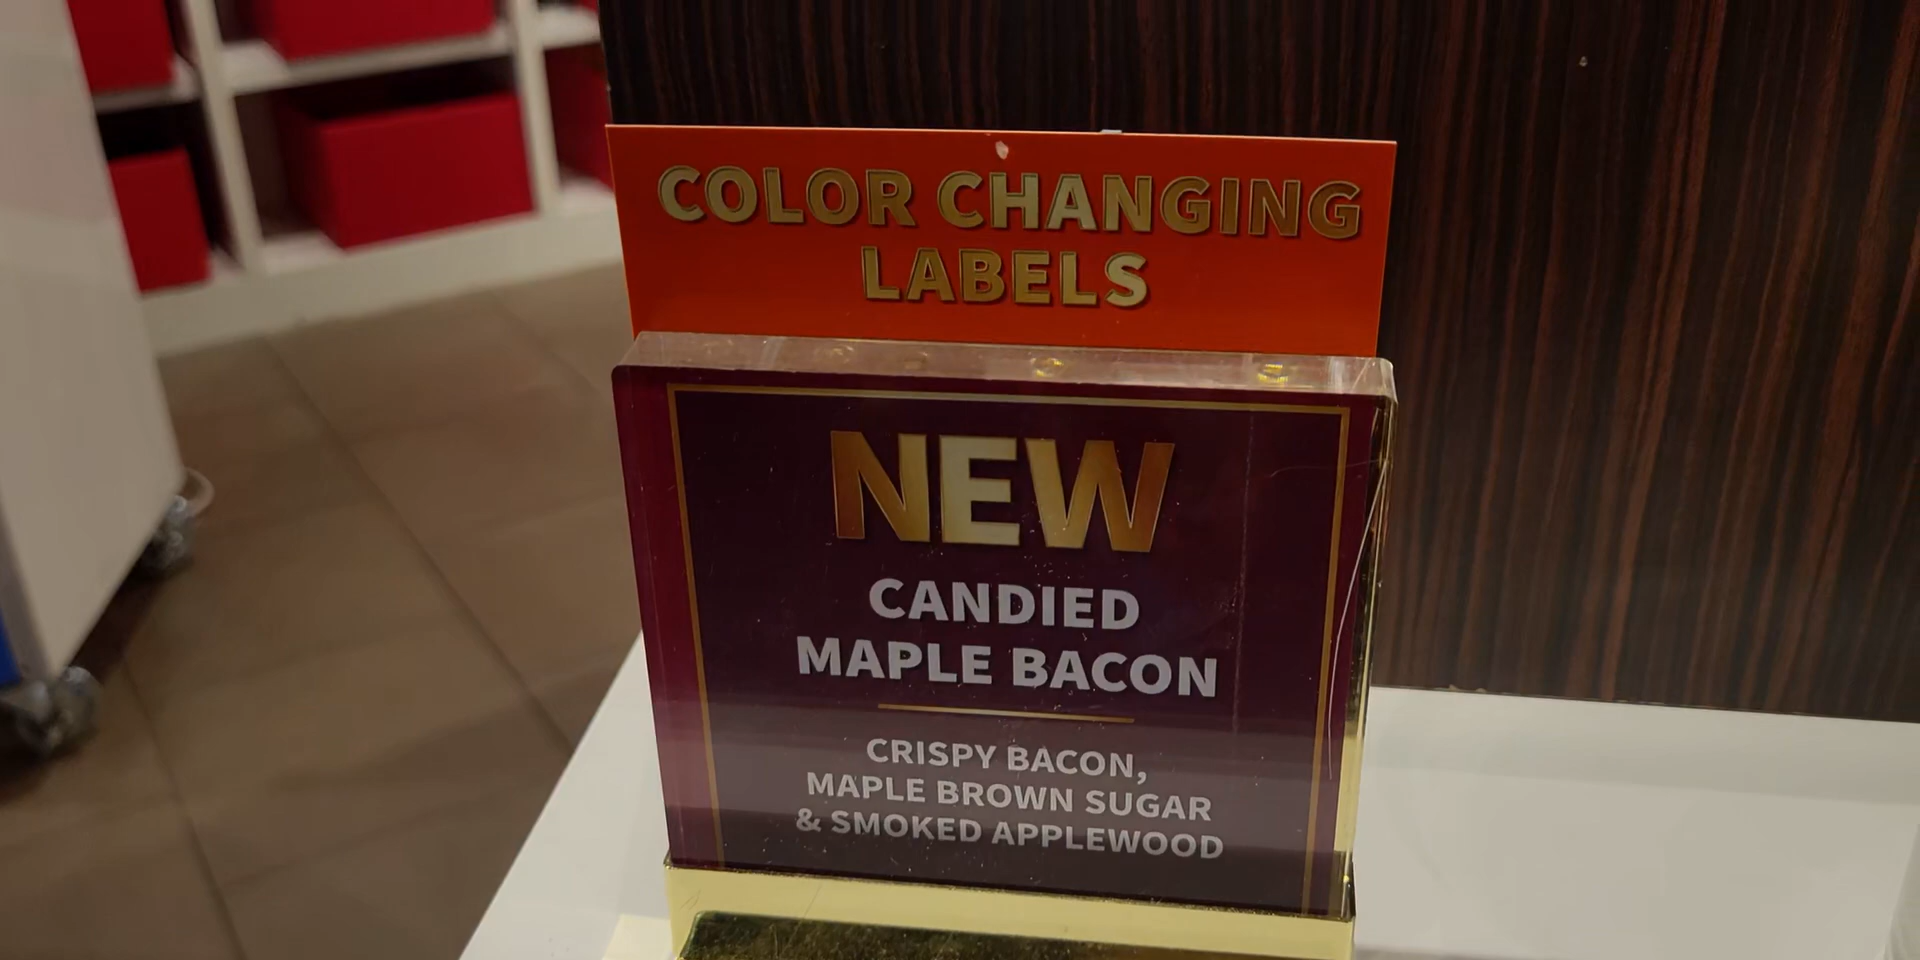 COLOR CHANGING
LABELS
NEW
CANDIED
MAPLE BACON
CRISPY BACON,
MAPLE BROWN SUGAR
& SMOKED APPLEWOOD